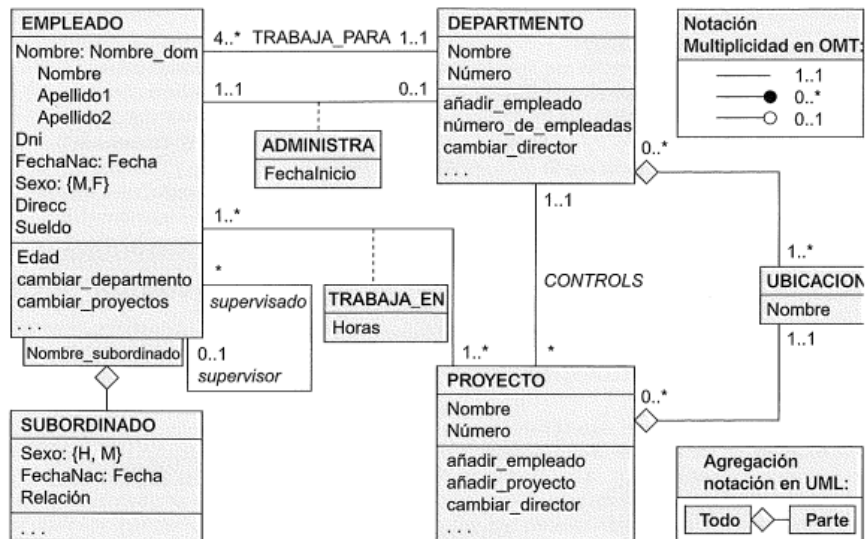 EMPLEADO
Nombre: Nombre_dom
Nombre
Apellido1
Apellido2
Dni
FechaNac: Fecha
Sexo: {M,F}
Direcc
Sueldo
Edad
cambiar_departmento
cambiar_proyectos
. . .
Nombre_subordinado
SUBORDINADO
Sexo: {H, M}
FechaNac: Fecha
Relación
. . .
4..* TRABAJA_PARA 1..1
1..1 0..1
ADMINISTRA
FechaInicio
1..*
*
supervisado
0..1
supervisor
TRABAJA_EN
Horas
1..*
DEPARTMENTO
Nombre
Número
añadir_empleado
número_de_empleadas
cambiar_director
. . .
0..*
1..1
CONTROLS
*
1..*
UBICACION
Nombre
1..1
PROYECTO
Nombre
Número
añadir_empleado
añadir_proyecto
cambiar_director
. . .
0..*
Notación
Multiplicidad en OMT:
1..1
0..*
0..1
Agregación
notación en UML:
Todo Parte